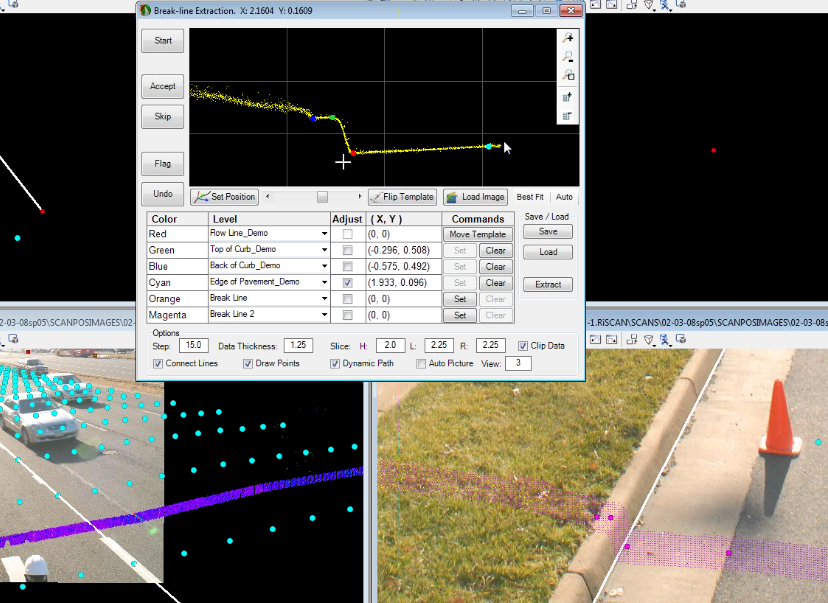 Break-line Extraction. X: 2.1604 Y: 0.1609
Start
Accept
Skip
Flag
Undo
Set Position
Flip Template
Load Image
Best Fit
Auto
Color Level Adjust ( X, Y ) Commands
Red Flow Line_Demo (0, 0) Move Template
Green Top of Curb_Demo (-0.296, 0.508) Set Clear
Blue Back of Curb_Demo (-0.575, 0.492) Set Clear
Cyan Edge of Pavement_Demo (1.933, 0.096) Set Clear
Orange Break Line (0, 0) Set Clear
Magenta Break Line 2 (0, 0) Set Clear
Save / Load
Save
Load
Extract
Options
Step: 15.0 Data Thickness: 1.25 Slice: H: 2.0 L: 2.25 R: 2.25 Clip Data
Connect Lines Draw Points Dynamic Path Auto Picture View: 3
02-03-08sp05\SCANPOSIMAGES\02-
-1.RiSCAN\SCANS\02-03-08sp05\SCANPOSIMAGES\02-03-08s